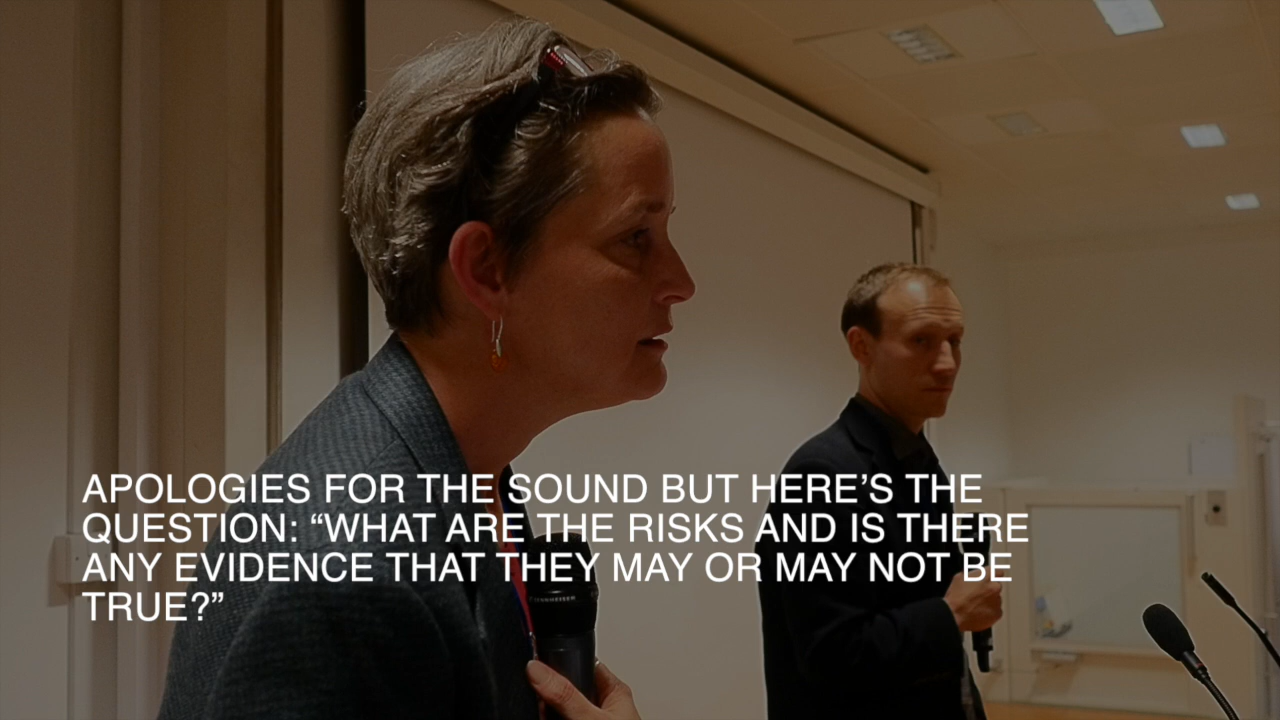 APOLOGIES FOR THE SOUND BUT HERE’S THE
QUESTION: “WHAT ARE THE RISKS AND IS THERE
ANY EVIDENCE THAT THEY MAY OR MAY NOT BE
TRUE?”
SENNHEISER